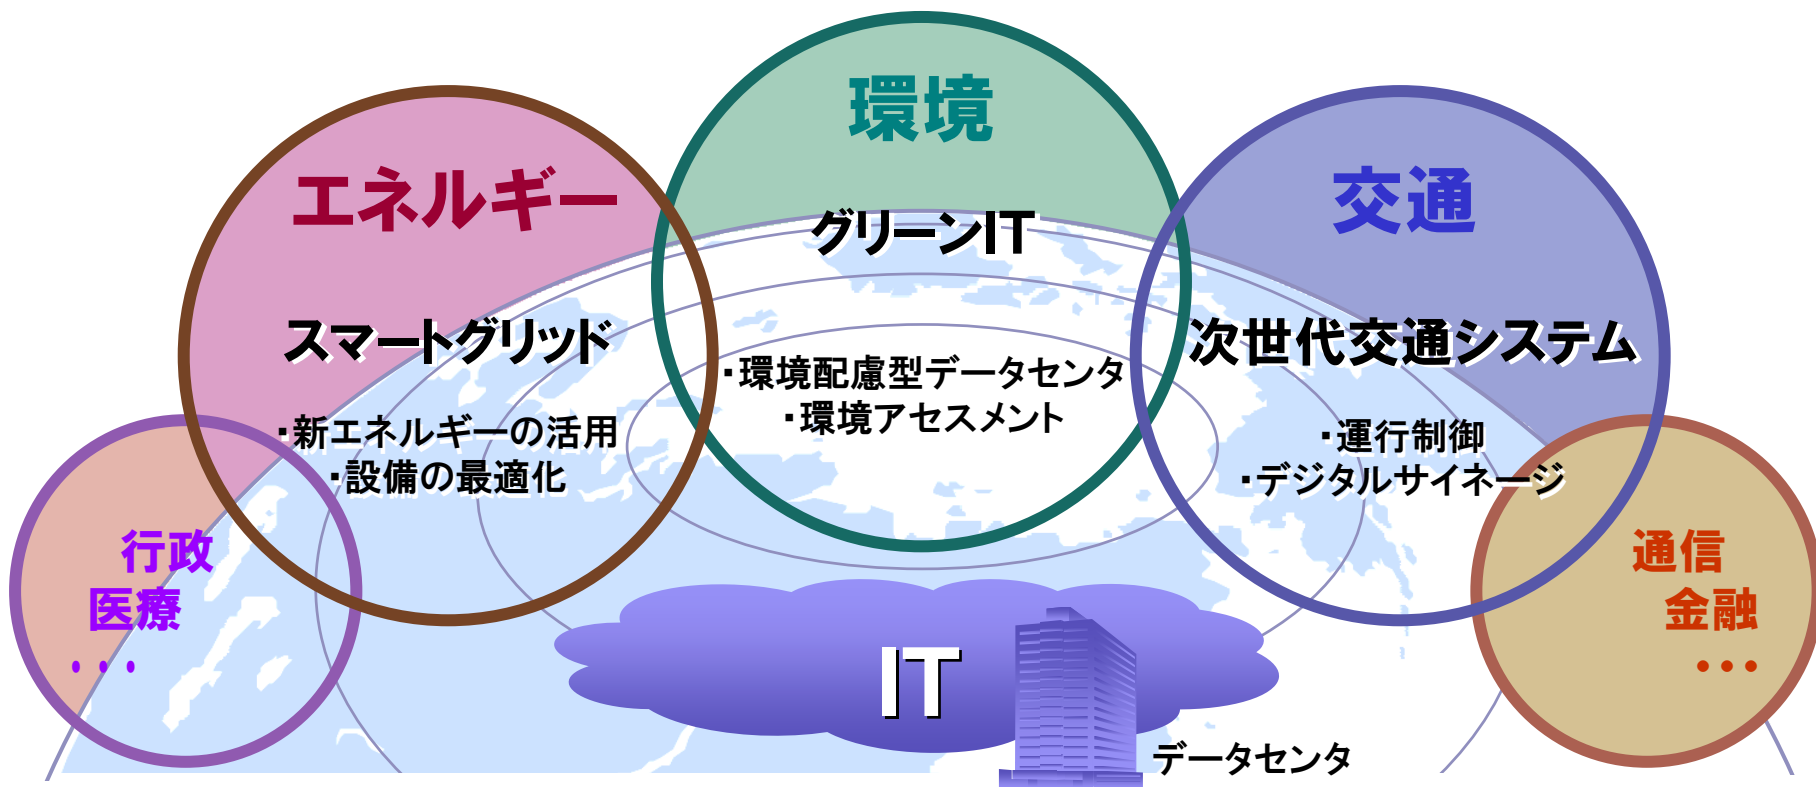 環境
グリーンIT
・環境配慮型データセンタ
・環境アセスメント
エネルギー
スマートグリッド
・新エネルギーの活用
・設備の最適化
交通
次世代交通システム
・運行制御
・デジタルサイネージ
行政
医療
・・・
通信
金融
・・・
IT
データセンタ